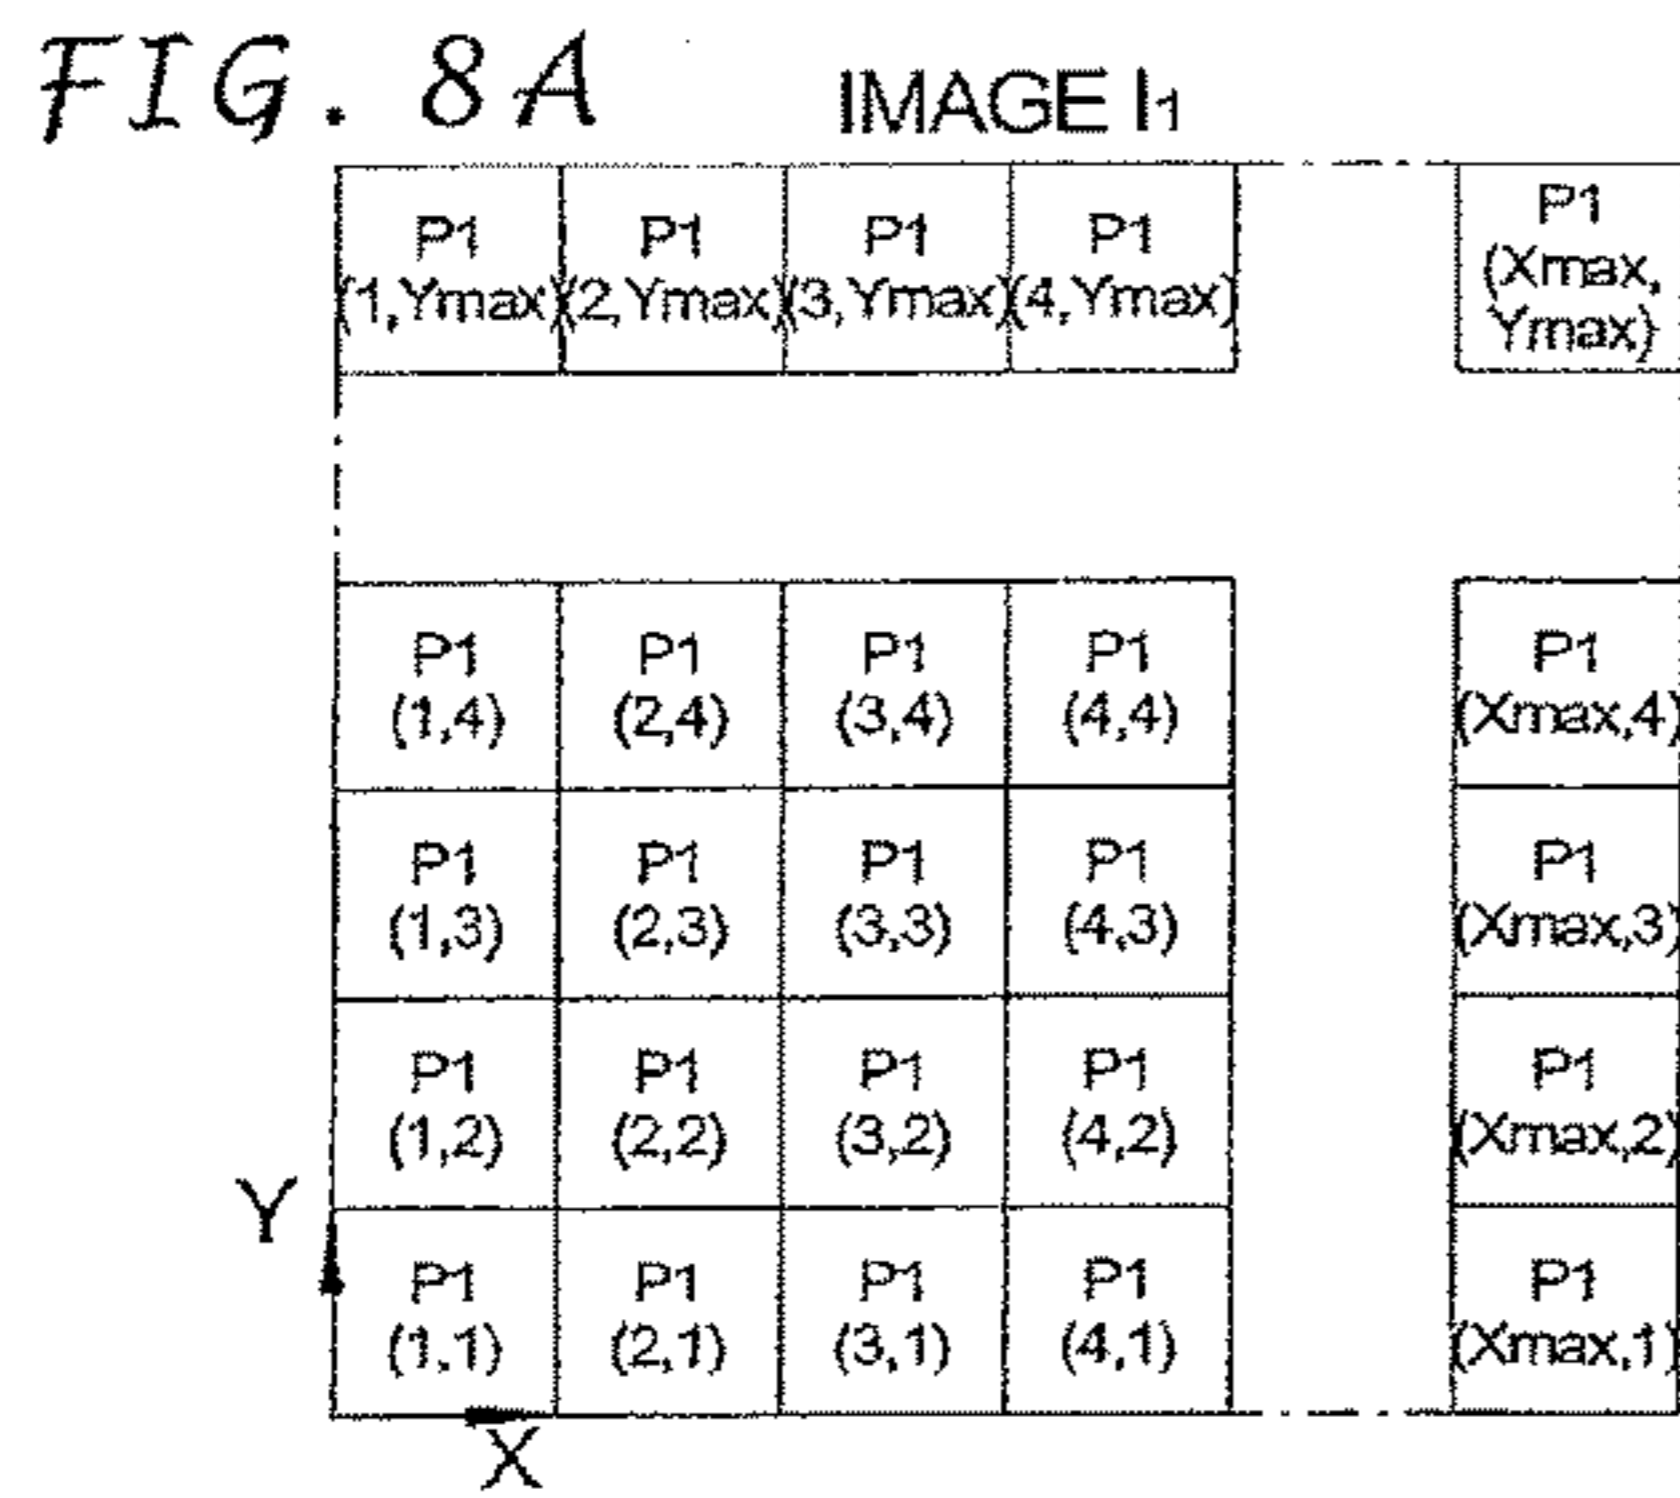 FIG. 8A
IMAGE I1
P1 P1 P1 P1 P1
(1,Ymax) (2,Ymax) (3,Ymax) (4,Ymax) (Xmax,
Ymax)
P1 P1 P1 P1 P1
(1,4) (2,4) (3,4) (4,4) (Xmax,4)
P1 P1 P1 P1 P1
(1,3) (2,3) (3,3) (4,3) (Xmax,3)
P1 P1 P1 P1 P1
(1,2) (2,2) (3,2) (4,2) (Xmax,2)
Y
P1 P1 P1 P1 P1
(1,1) (2,1) (3,1) (4,1) (Xmax,1)
X